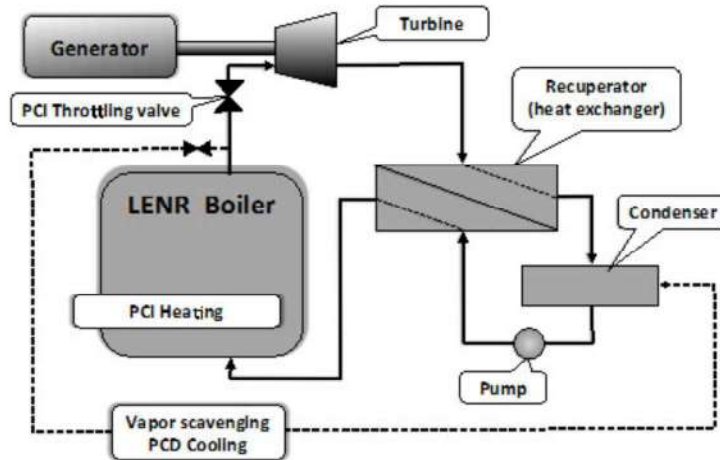 Turbine
Generator
Recuperator
(heat exchanger)
PCI Throttling valve
LENR Boiler
Condenser
PCI Heating
Pump
Vapor scavenging
PCD Cooling